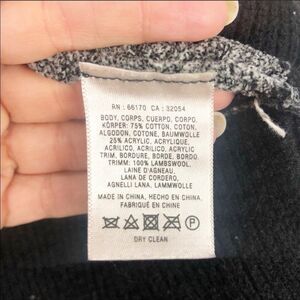 RN : 66170 CA : 32054
BODY, CORPS, CUERPO, CORPO,
KÖRPER: 75% COTTON, COTON,
ALGODON, COTONE, BAUMWOLLE
25% ACRYLIC, ACRYLIQUE,
ACRILICO, ACRILICO, ACRYLIC
TRIM, BORDURE, BORDE, BORDO,
TRIMM: 100% LAMBSWOOL,
LAINE D'AGNEAU,
LANA DE CORDERO,
AGNELLI LANA, LAMMWOLLE
MADE IN CHINA, HECHO EN CHINA,
FABRIQUÉ EN CHINE
P
DRY CLEAN